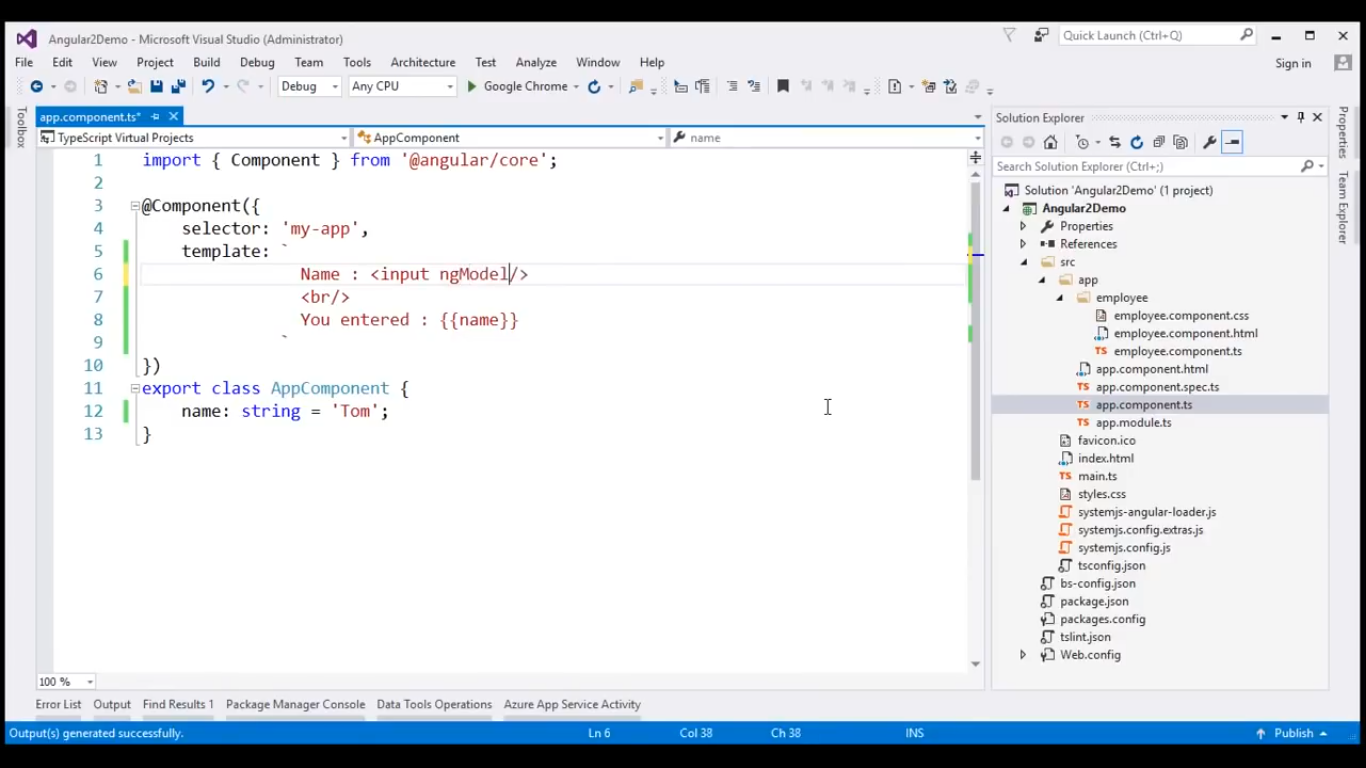 Angular2Demo - Microsoft Visual Studio (Administrator)
Quick Launch (Ctrl+Q)
File Edit View Project Build Debug Team Tools Architecture Test Analyze Window Help
Sign in
Debug Any CPU Google Chrome
Toolbox
app.component.ts*
TypeScript Virtual Projects AppComponent name
1 import { Component } from '@angular/core';
2
3 @Component({
4 selector: 'my-app',
5 template: `
6 Name : <input ngModel/>
7 <br/>
8 You entered : {{name}}
9 `
10 })
11 export class AppComponent {
12 name: string = 'Tom';
13 }
100 %
Solution Explorer
Search Solution Explorer (Ctrl+;)
Solution 'Angular2Demo' (1 project)
Angular2Demo
Properties
References
src
app
employee
employee.component.css
employee.component.html
employee.component.ts
app.component.html
app.component.spec.ts
app.component.ts
app.module.ts
favicon.ico
index.html
main.ts
styles.css
systemjs-angular-loader.js
systemjs.config.extras.js
systemjs.config.js
tsconfig.json
bs-config.json
package.json
packages.config
tslint.json
Web.config
Properties
Team Explorer
Error List Output Find Results 1 Package Manager Console Data Tools Operations Azure App Service Activity
Output(s) generated successfully. Ln 6 Col 38 Ch 38 INS Publish